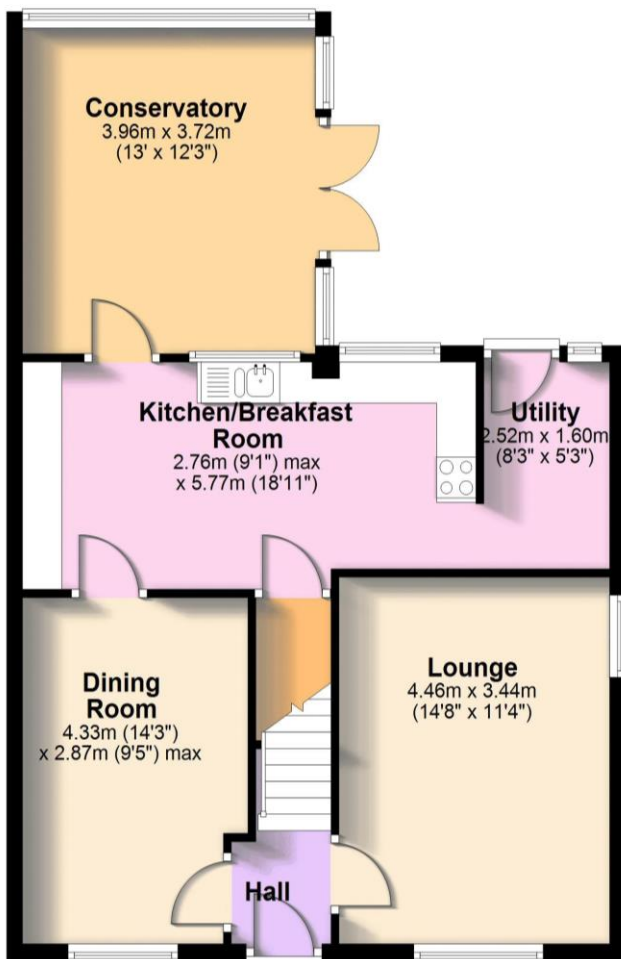 Conservatory
3.96m x 3.72m
(13' x 12'3")
Kitchen/Breakfast
Room
2.76m (9'1") max
x 5.77m (18'11")
Utility
2.52m x 1.60m
(8'3" x 5'3")
Dining
Room
4.33m (14'3")
x 2.87m (9'5") max
Lounge
4.46m x 3.44m
(14'8" x 11'4")
Hall